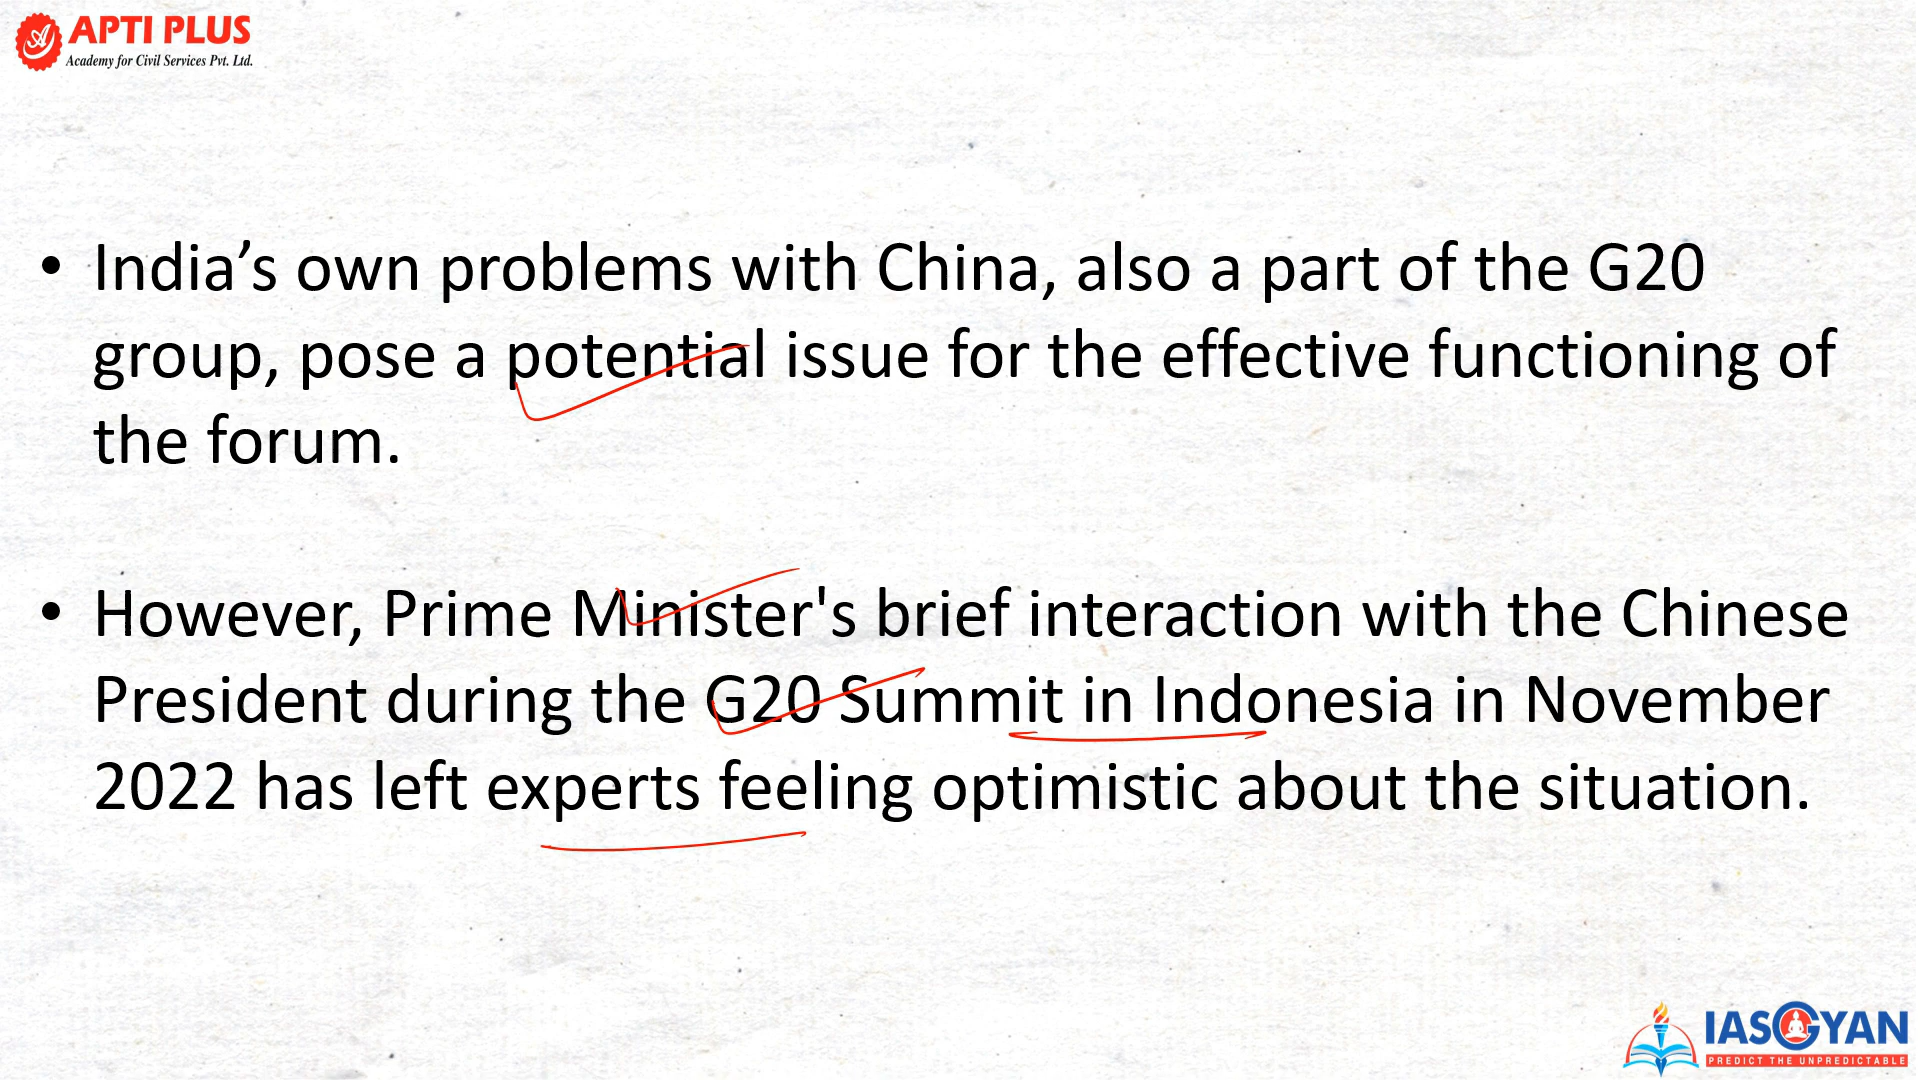 APTI PLUS
Academy for Civil Services Pvt. Ltd.
• India’s own problems with China, also a part of the G20
group, pose a potential issue for the effective functioning of
the forum.
• However, Prime Minister's brief interaction with the Chinese
President during the G20 Summit in Indonesia in November
2022 has left experts feeling optimistic about the situation.
IASGYAN
PREDICT THE UNPREDICTABLE